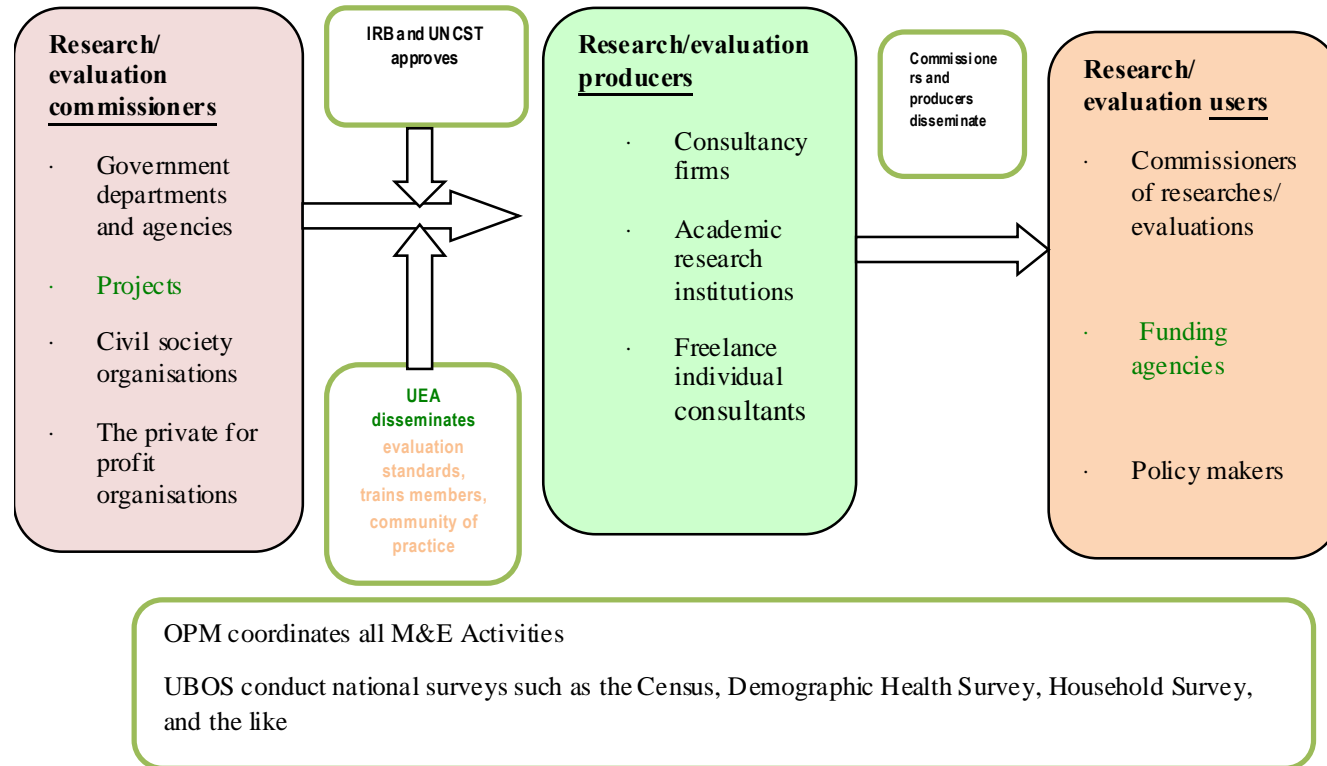 Research/
evaluation
commissioners
· Government
departments
and agencies
· Projects
· Civil society
organisations
· The private for
profit
organisations
IRB and UNCST
approves
UEA
disseminates
evaluation
standards,
trains members,
community of
practice
Research/evaluation
producers
· Consultancy
firms
· Academic
research
institutions
· Freelance
individual
consultants
Commissione
rs and
producers
disseminate
Research/
evaluation users
· Commissioners
of researches/
evaluations
· Funding
agencies
· Policy makers
OPM coordinates all M&E Activities
UBOS conduct national surveys such as the Census, Demographic Health Survey, Household Survey,
and the like